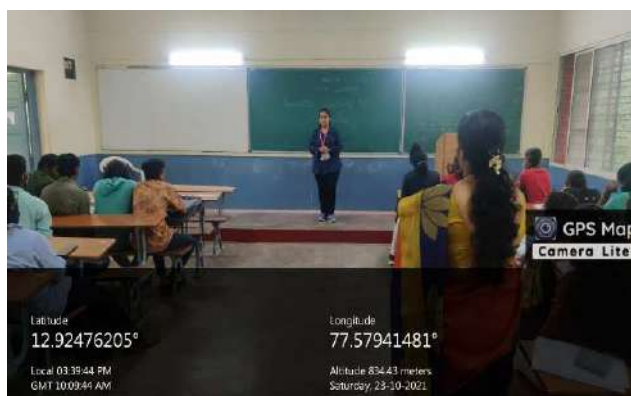 GPS Map
Camera Lite
Latitude
12.92476205°
Longitude
77.57941481°
Local 03:39:44 PM
GMT 10:09:44 AM
Altitude 834.43 meters
Saturday, 23-10-2021